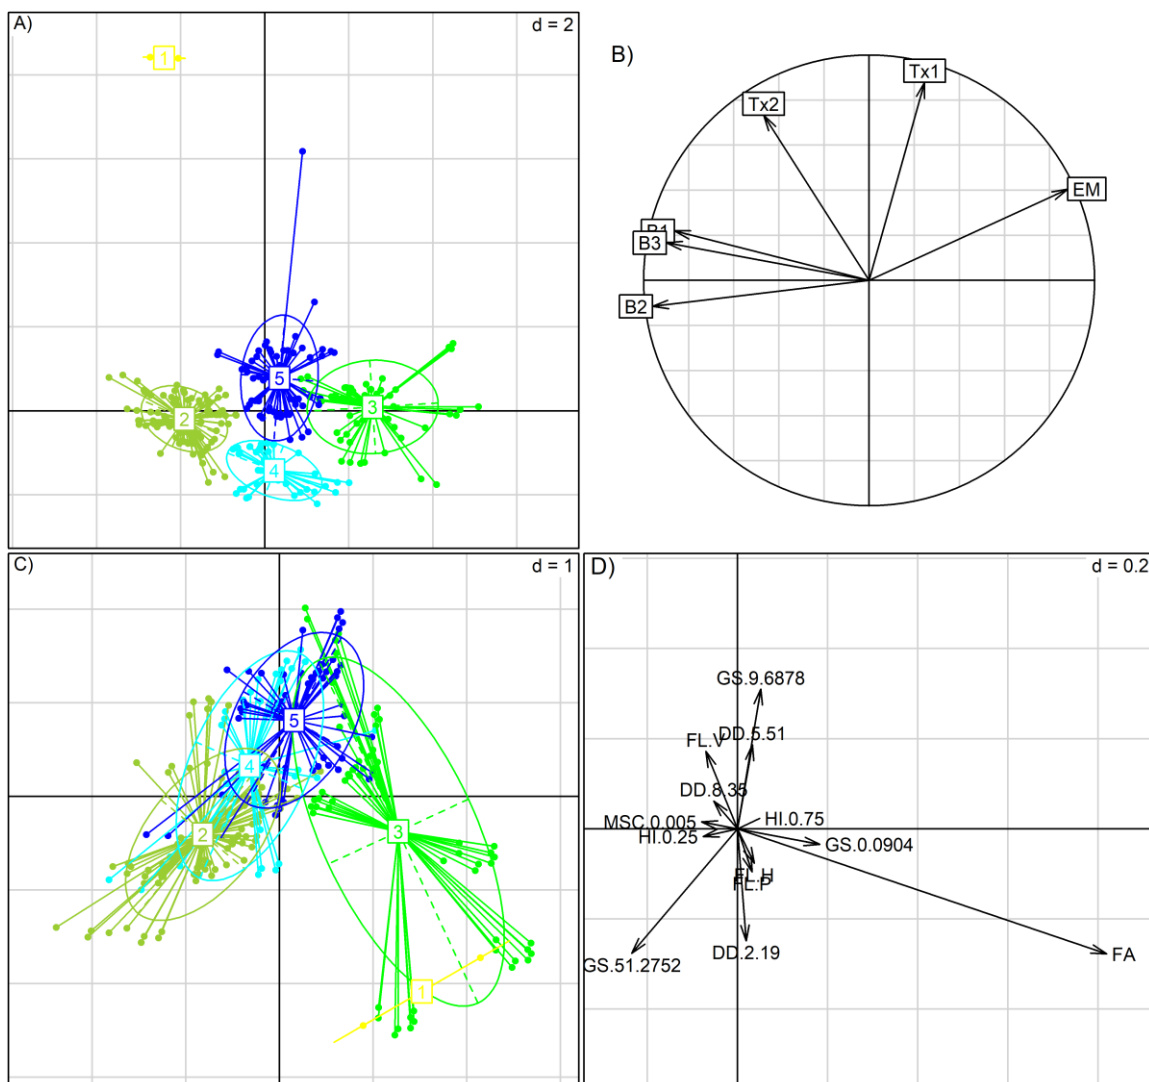 A)
d = 2
1
5
3
2
4
B)
Tx1
Tx2
EM
B1
B3
B2
C)
d = 1
5
4
2
3
1
D)
d = 0.2
GS.9.6878
DD.5.51
FL.V
DD.8.35
MSC.0.005
HI.0.75
HI.0.25
GS.0.0904
FL.H
FL.P
DD.2.19
GS.51.2752
FA